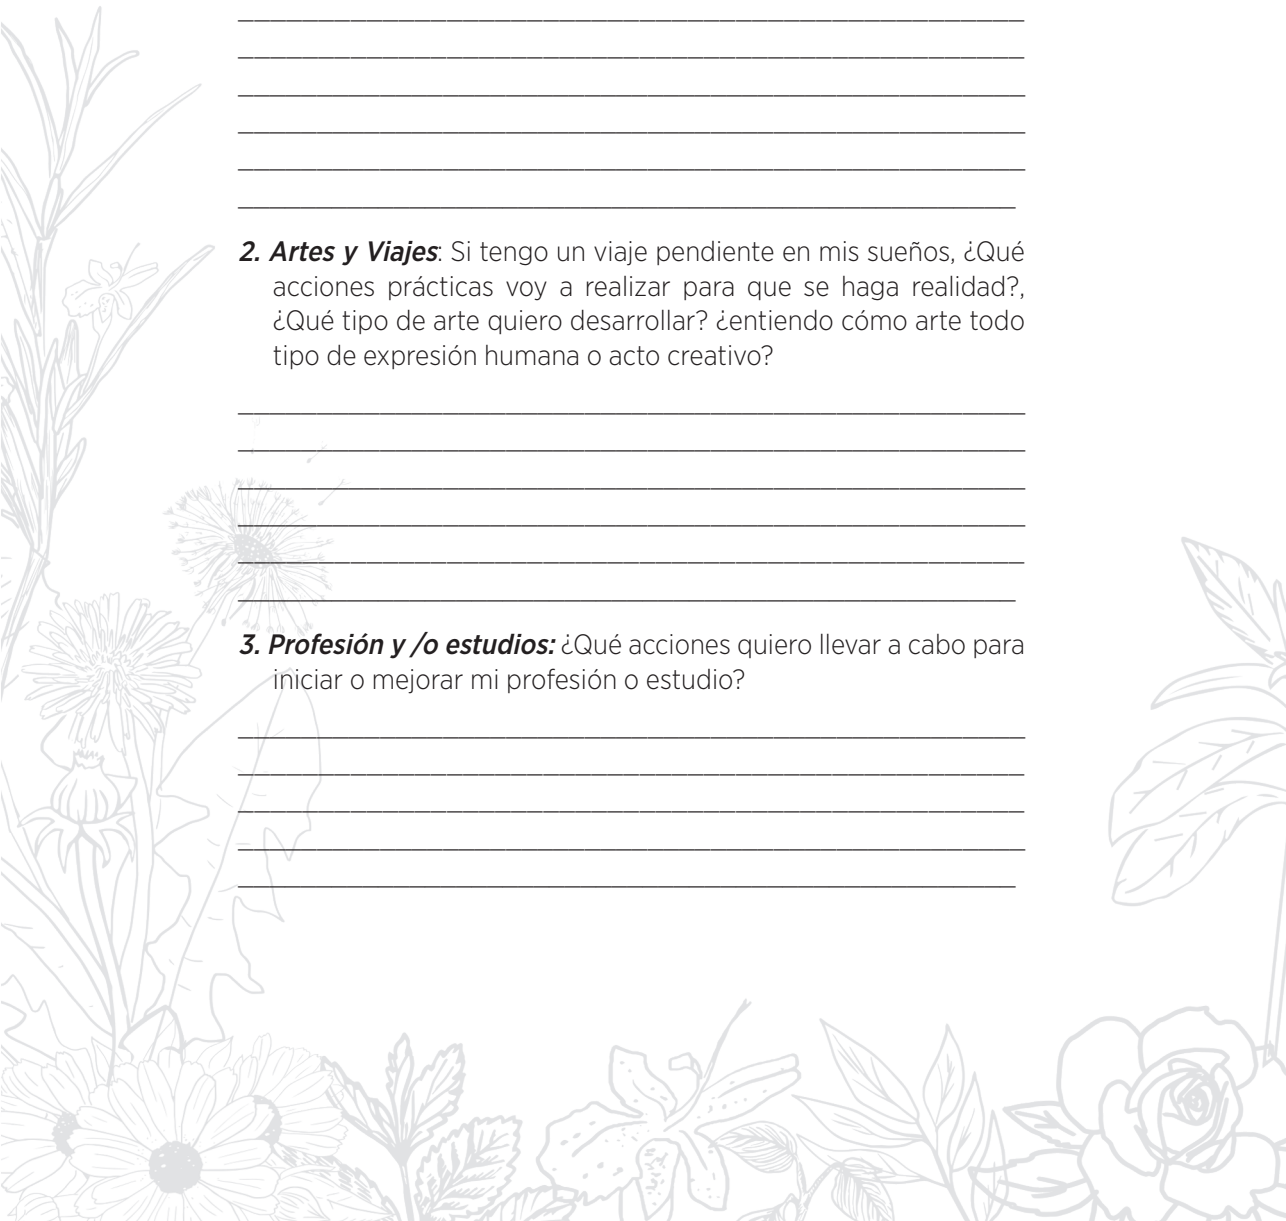 2. Artes y Viajes: Si tengo un viaje pendiente en mis sueños, ¿Qué
acciones prácticas voy a realizar para que se haga realidad?,
¿Qué tipo de arte quiero desarrollar? ¿entiendo cómo arte todo
tipo de expresión humana o acto creativo?
3. Profesión y /o estudios: ¿Qué acciones quiero llevar a cabo para
iniciar o mejorar mi profesión o estudio?